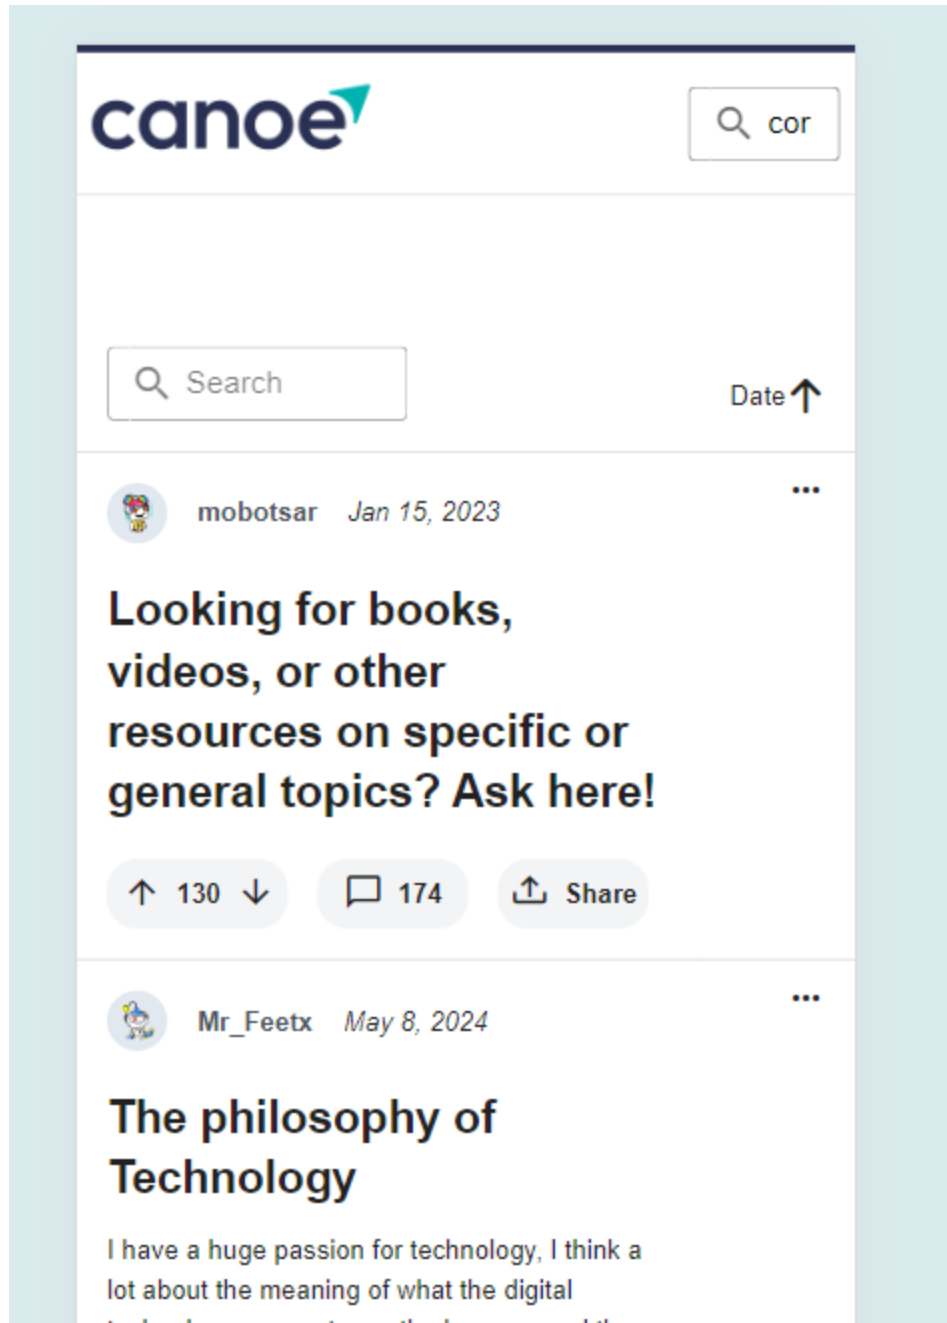 canoe
cor
Search
Date
mobotsar Jan 15, 2023
Looking for books,
videos, or other
resources on specific or
general topics? Ask here!
130 174 Share
Mr_Feetx May 8, 2024
The philosophy of
Technology
I have a huge passion for technology, I think a
lot about the meaning of what the digital